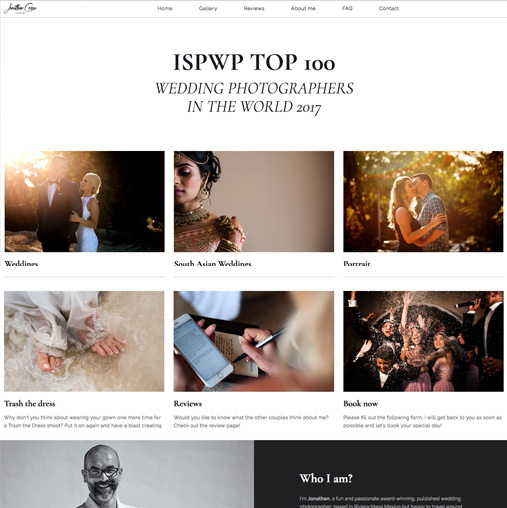 Jonathan Cossu
Home Gallery Reviews About me FAQ Contact
ISPWP TOP 100
WEDDING PHOTOGRAPHERS
IN THE WORLD 2017
Weddings South Asian Weddings Portrait
Trash the dress
Why don't you think about wearing your gown one more time for
a Trash the Dress shoot? Put it on again and have a blast creating
Reviews
Would you like to know what the other couples think about me?
Check out the review page!
Book now
Please fill out the following form, i will get back to you as soon as
possible and let's book your special day!
Who I am?
I'm Jonathan, a fun and passionate award-winning, published wedding
photographer based in Riviera Maya Mexico but happy to travel around